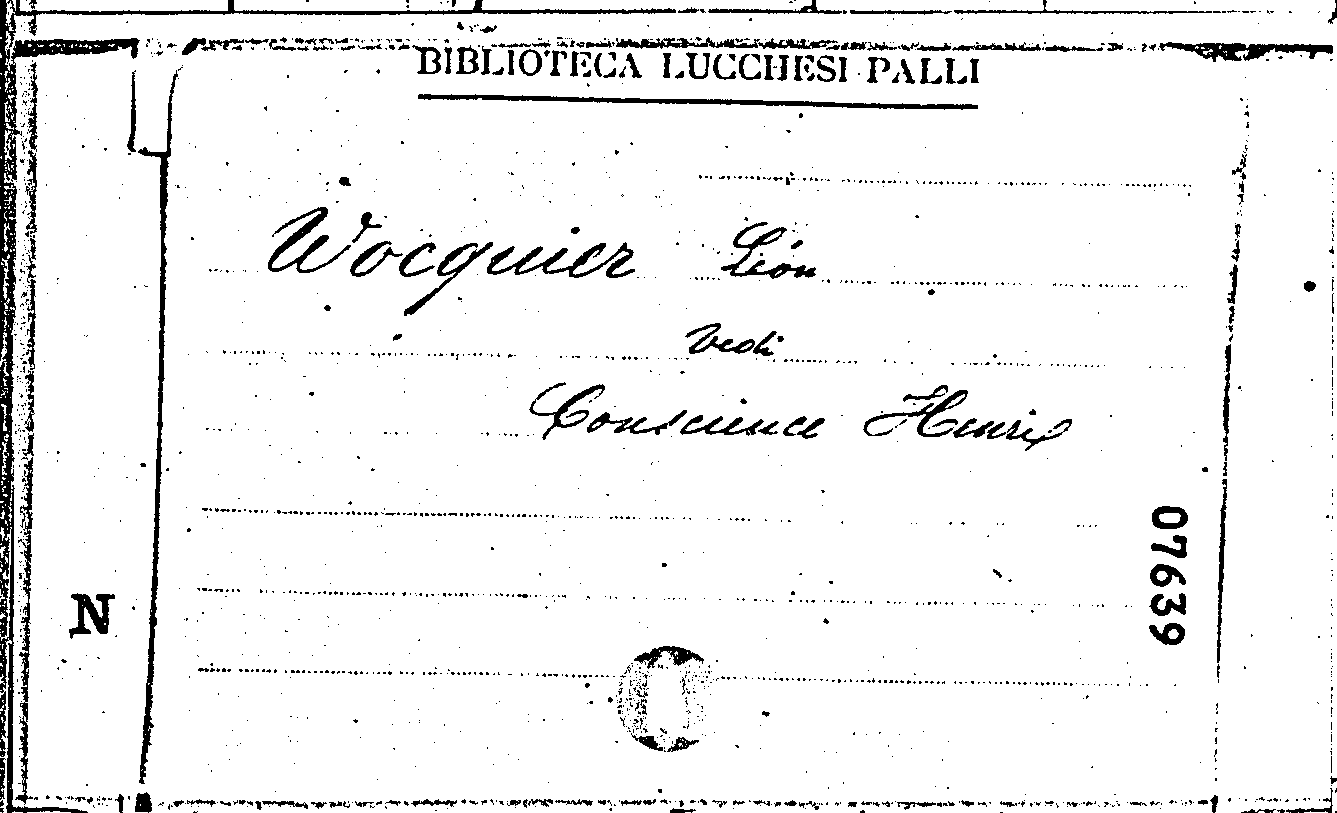 BIBLIOTECA LUCCHESI PALLI
Wocquier Léon
Vedi
Conscience Henri
07639
N